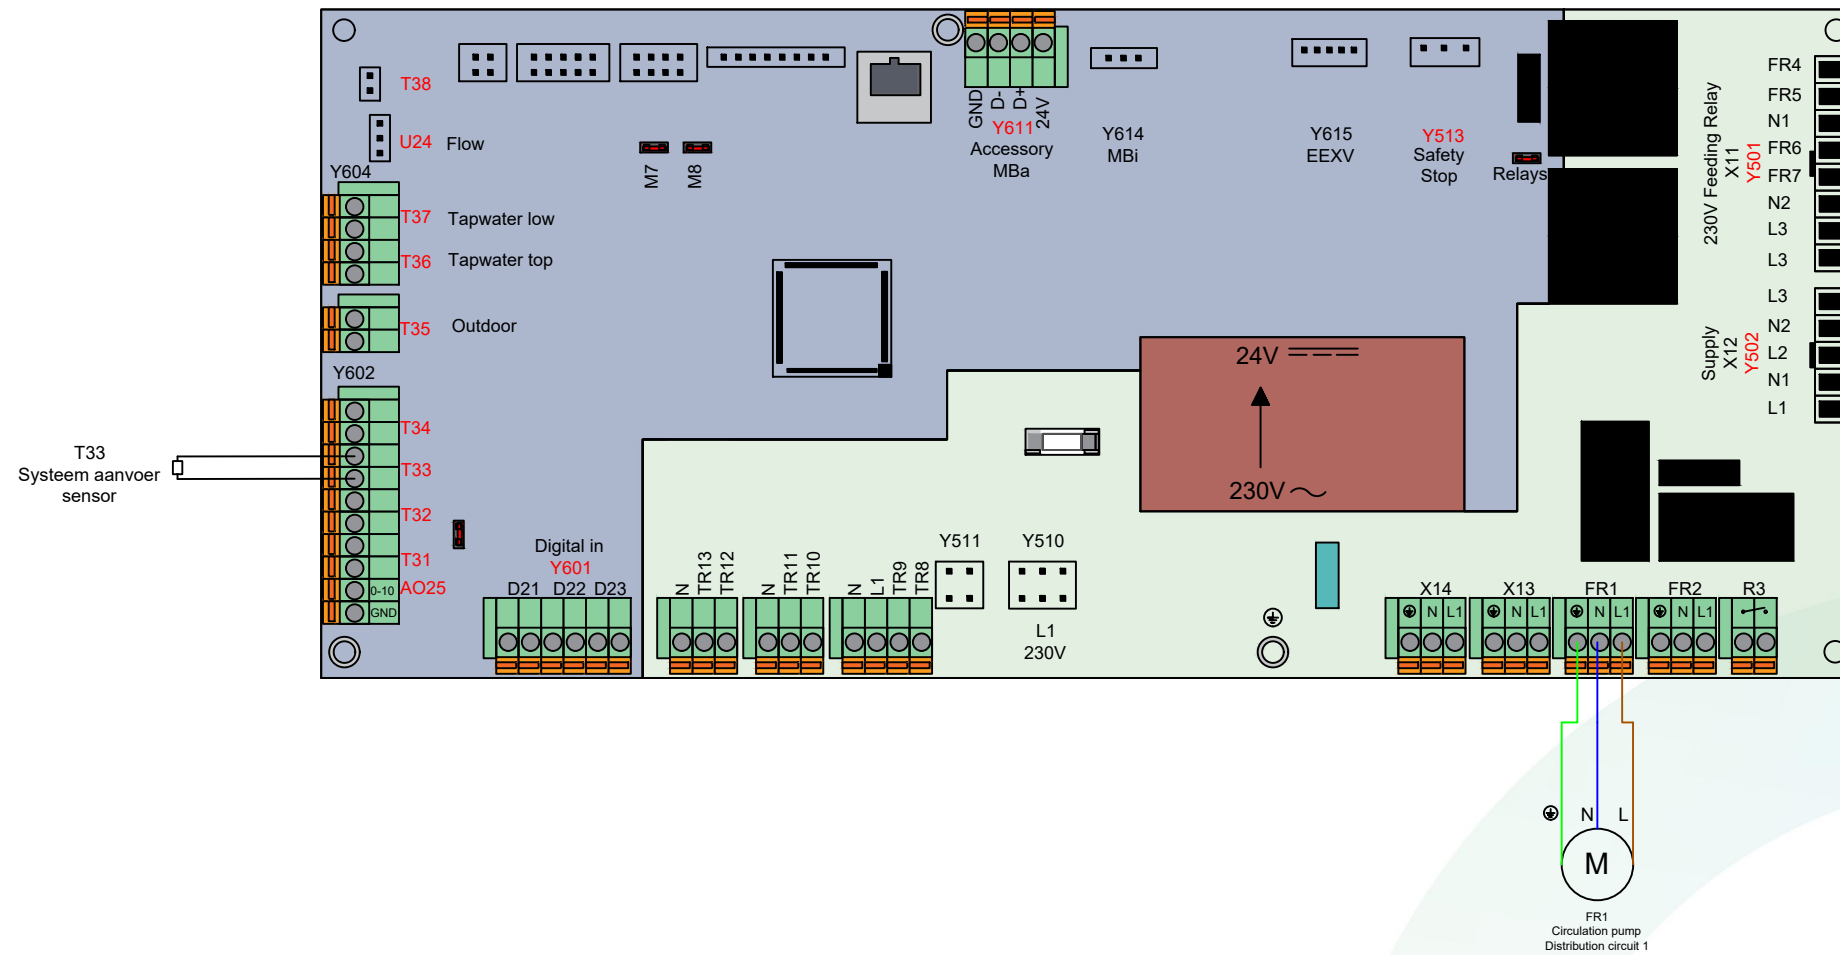 T38
U24 Flow
Y604
T37 Tapwater low
T36 Tapwater top
T35 Outdoor
Y602
T34
T33
T32
T31
0-10 AO25
GND
T33
Systeem aanvoer
sensor
M7
M8
GND
D-
D+
24V
Y611
Accessory
MBa
Y614
MBi
Y615
EEXV
Y513
Safety
Stop
Relays
230V Feeding Relay
X11
Y501
FR4
FR5
N1
FR6
FR7
N2
L3
L3
Supply
X12
Y502
L3
N2
L2
N1
L1
24V
230V
Digital in
Y601
D21 D22 D23
N
TR13
TR12
N
TR11
TR10
N
L1
TR9
TR8
Y511
Y510
L1
230V
X14
N L1
X13
N L1
FR1
N L1
FR2
N L1
R3
N L
M
FR1
Circulation pump
Distribution circuit 1